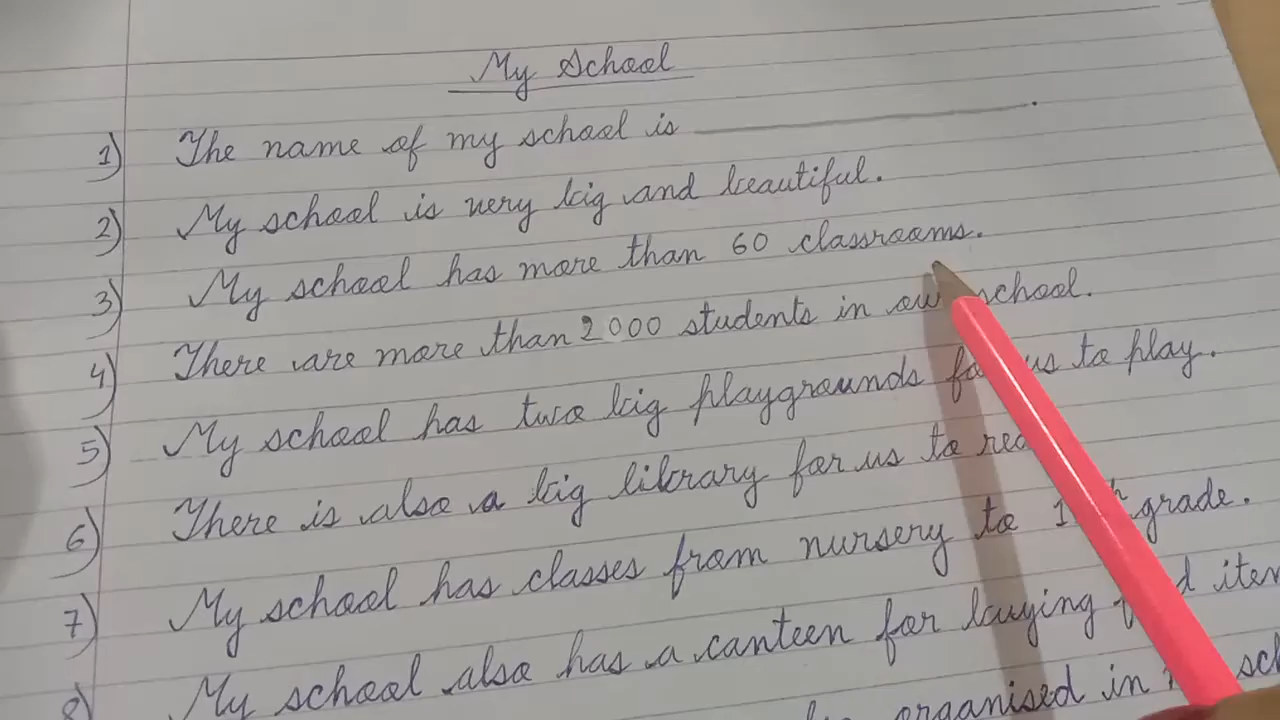 My School
1) The name of my school is ____________.
2) My school is very big and beautiful.
3) My school has more than 60 classrooms.
4) There are more than 2000 students in our school.
5) My school has two big playgrounds for us to play.
6) There is also a big library for us to
7) My school has classes from nursery to grade.
8) My school also has a canteen for buying
organised in